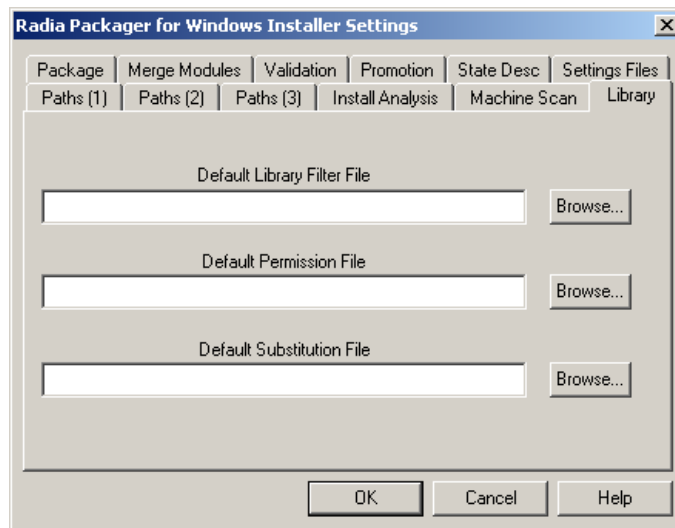 Radia Packager for Windows Installer Settings
Package Merge Modules Validation Promotion State Desc Settings Files
Paths (1) Paths (2) Paths (3) Install Analysis Machine Scan Library
Default Library Filter File
Browse...
Default Permission File
Browse...
Default Substitution File
Browse...
OK Cancel Help